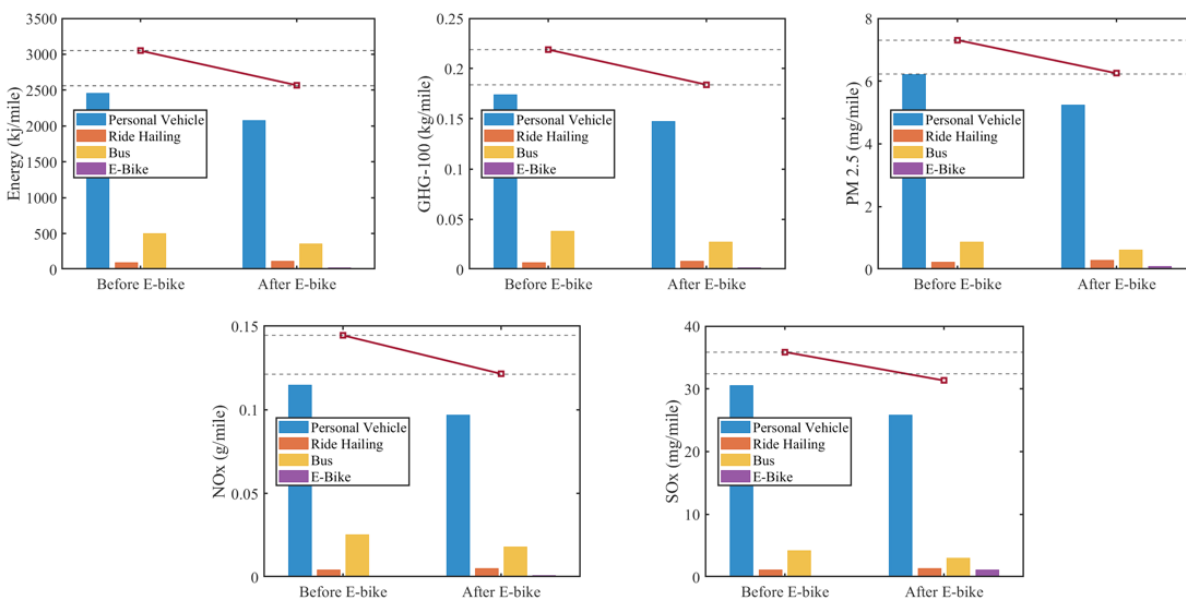 Energy (kj/mile)
3500
3000
2500
2000
1500
1000
500
0
Personal Vehicle
Ride Hailing
Bus
E-Bike
Before E-bike After E-bike
GHG-100 (kg/mile)
0.25
0.2
0.15
0.1
0.05
0
Personal Vehicle
Ride Hailing
Bus
E-Bike
Before E-bike After E-bike
PM 2.5 (mg/mile)
8
6
4
2
0
Personal Vehicle
Ride Hailing
Bus
E-Bike
Before E-bike After E-bike
NOx (g/mile)
0.15
0.1
0.05
0
Personal Vehicle
Ride Hailing
Bus
E-Bike
Before E-bike After E-bike
SOx (mg/mile)
40
30
20
10
0
Personal Vehicle
Ride Hailing
Bus
E-Bike
Before E-bike After E-bike